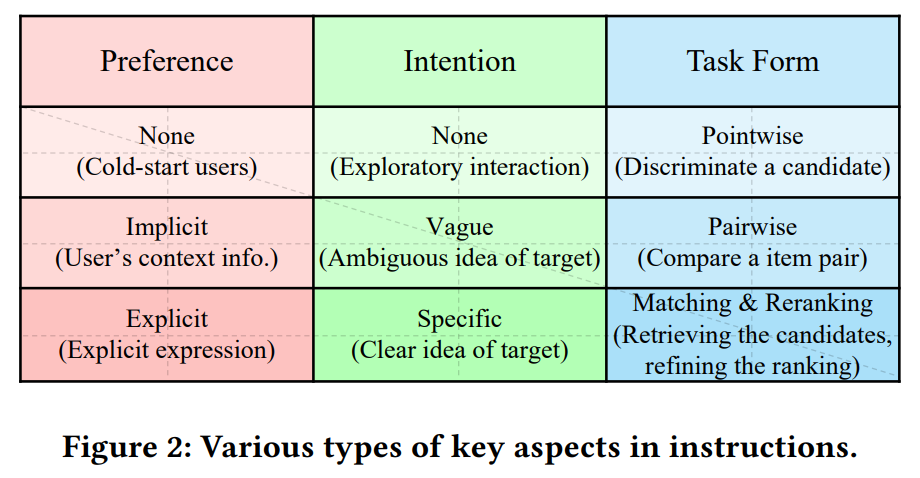 Preference
Intention
Task Form
None
(Cold-start users)
None
(Exploratory interaction)
Pointwise
(Discriminate a candidate)
Implicit
(User's context info.)
Vague
(Ambiguous idea of target)
Pairwise
(Compare a item pair)
Explicit
(Explicit expression)
Specific
(Clear idea of target)
Matching & Reranking
(Retrieving the candidates,
refining the ranking)
Figure 2: Various types of key aspects in instructions.